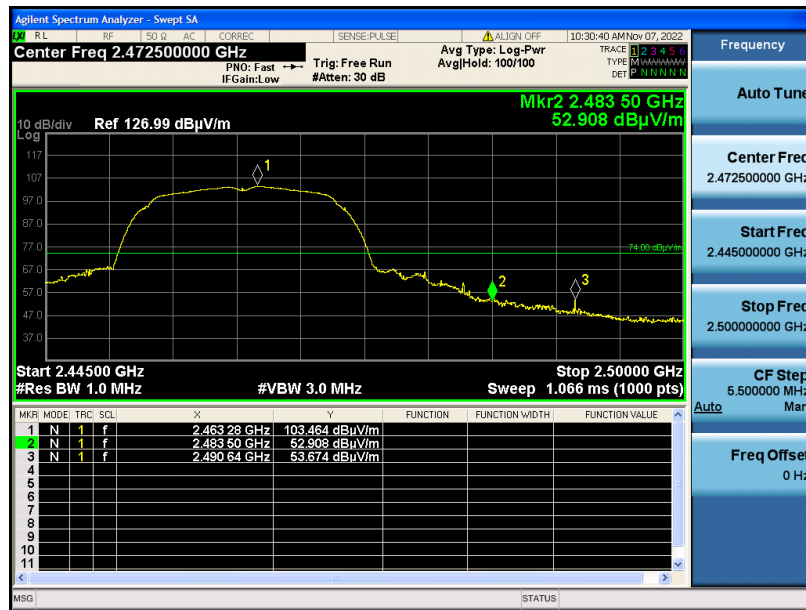 Agilent Spectrum Analyzer - Swept SA
LXI RL RF 50 Ω AC CORREC SENSE:PULSE ALIGN OFF 10:30:40 AM Nov 07, 2022
Center Freq 2.472500000 GHz
PNO: Fast
IFGain:Low
Trig: Free Run
#Atten: 30 dB
Avg Type: Log-Pwr
Avg|Hold: 100/100
TRACE 1 2 3 4 5 6
TYPE M WWWWW
DET P N N N N N
Mkr2 2.483 50 GHz
52.908 dBµV/m
10 dB/div Ref 126.99 dBµV/m
Log
117
107
97.0
87.0
77.0
67.0
57.0
47.0
37.0
1
2
3
74.00 dBµV/m
Start 2.44500 GHz Stop 2.50000 GHz
#Res BW 1.0 MHz #VBW 3.0 MHz Sweep 1.066 ms (1000 pts)
MKR MODE TRC SCL X Y FUNCTION FUNCTION WIDTH FUNCTION VALUE
1 N 1 f 2.463 28 GHz 103.464 dBµV/m
2 N 1 f 2.483 50 GHz 52.908 dBµV/m
3 N 1 f 2.490 64 GHz 53.674 dBµV/m
4
5
6
7
8
9
10
11
MSG STATUS
Frequency
Auto Tune
Center Freq
2.472500000 GHz
Start Freq
2.445000000 GHz
Stop Freq
2.500000000 GHz
CF Step
5.500000 MHz
Auto Man
Freq Offset
0 Hz